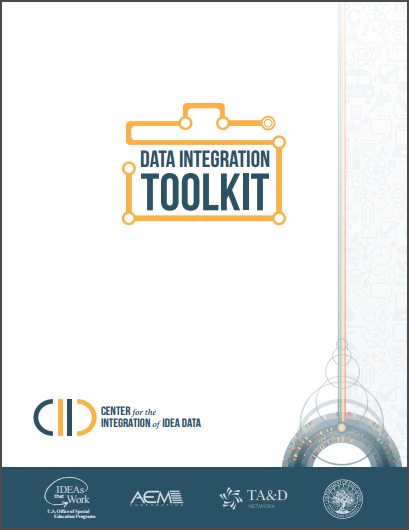 DATA INTEGRATION
TOOLKIT
CIID
CENTER for the
INTEGRATION of IDEA DATA
IDEAs
that Work
U.S. Office of Special
Education Programs
AEM
CORPORATION
TA&D
NETWORK